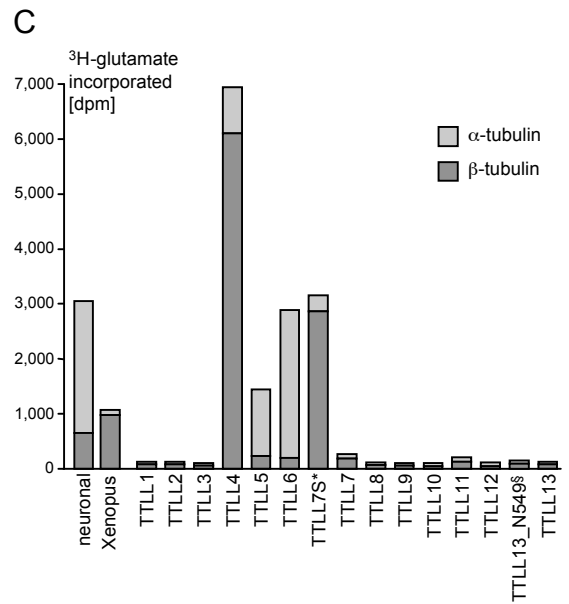 C
³H-glutamate
incorporated
[dpm]
7,000
6,000
5,000
4,000
3,000
2,000
1,000
0
α-tubulin
β-tubulin
neuronal
Xenopus
TTLL1
TTLL2
TTLL3
TTLL4
TTLL5
TTLL6
TTLL7S*
TTLL7
TTLL8
TTLL9
TTLL10
TTLL11
TTLL12
TTLL13_N549§
TTLL13